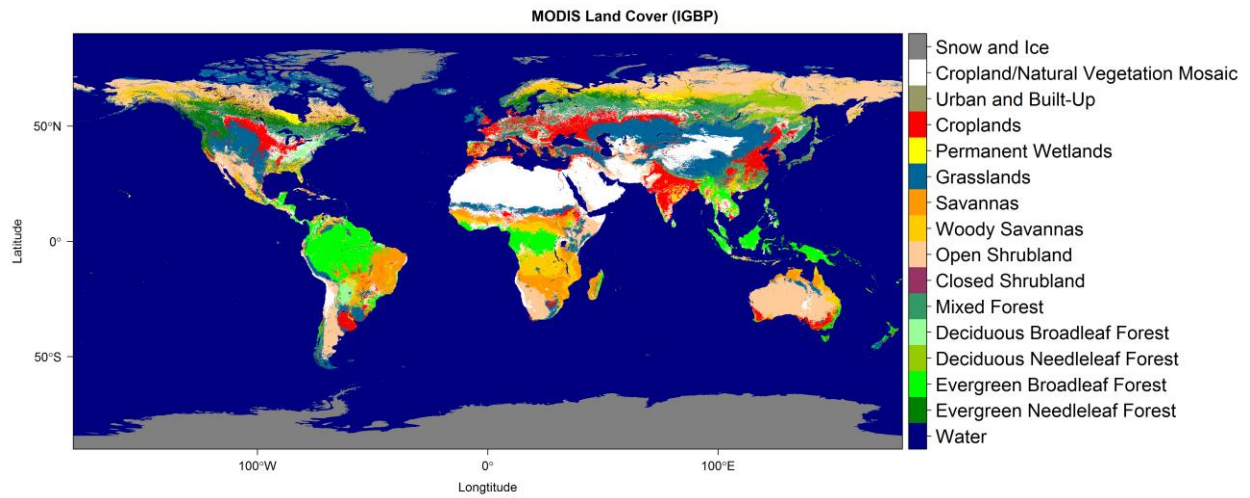 MODIS Land Cover (IGBP)
Snow and Ice
Cropland/Natural Vegetation Mosaic
Urban and Built-Up
Croplands
Permanent Wetlands
Grasslands
Savannas
Woody Savannas
Open Shrubland
Closed Shrubland
Mixed Forest
Deciduous Broadleaf Forest
Deciduous Needleleaf Forest
Evergreen Broadleaf Forest
Evergreen Needleleaf Forest
Water
Latitude
50°N
0°
50°S
100°W
0°
100°E
Longtitude